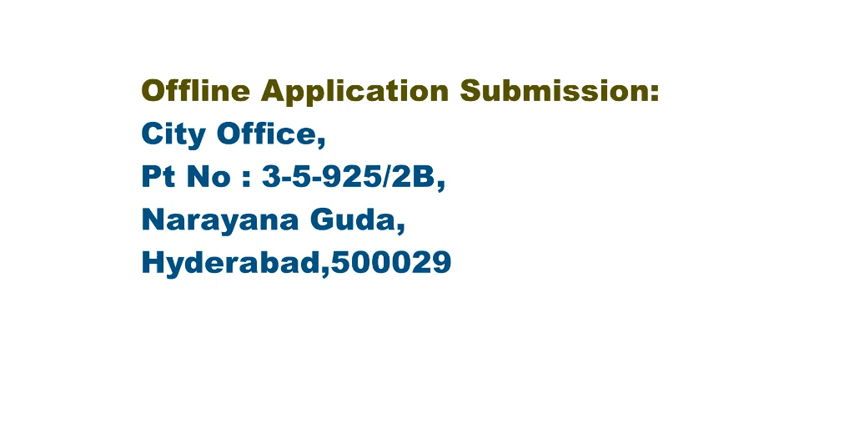 Offline Application Submission:
City Office,
Pt No : 3-5-925/2B,
Narayana Guda,
Hyderabad,500029